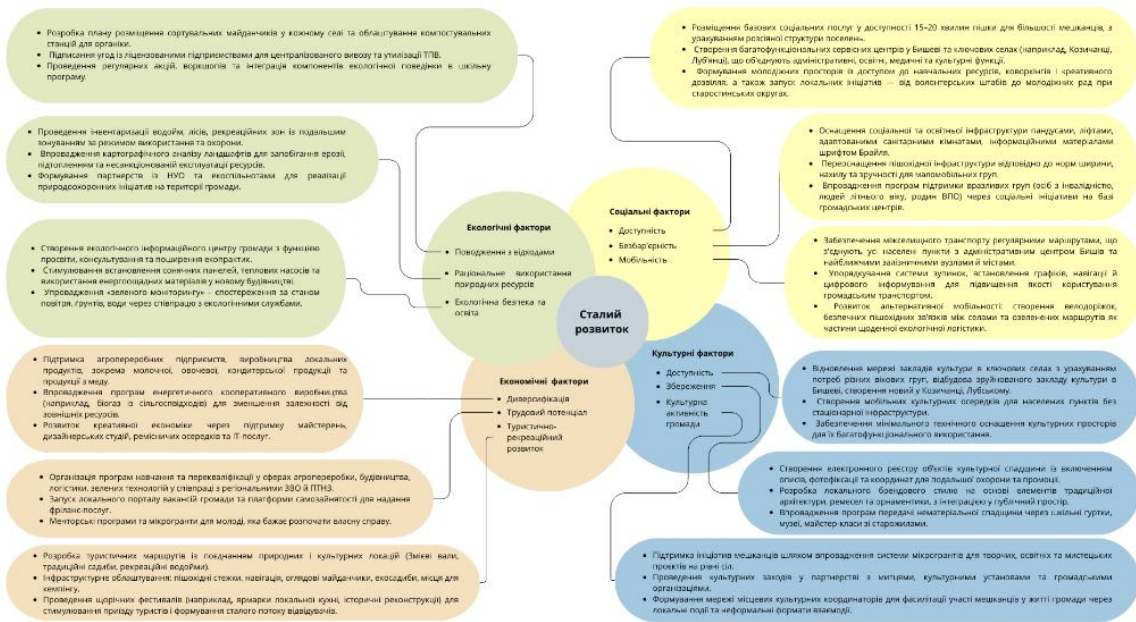 • Розробка плану розміщення сортувальних майданчиків у кожному селі та облаштування компостувальних
станцій для органіки.
• Підписання угод із ліцензованими підприємствами для централізованого вивозу та утилізації ТПВ.
• Проведення регулярних акцій, воркшопів та інтеграція компонентів екологічної поведінки в шкільну
програму.
• Проведення інвентаризації водойм, лісів, рекреаційних зон із подальшим
зонуванням за режимом використання та охорони.
• Впровадження картографічного аналізу ландшафтів для запобігання ерозії,
підтопленням та несанкціонованій експлуатації ресурсів.
• Формування партнерств із НУО та екоспільнотами для реалізації
природоохоронних ініціатив на території громади.
• Створення екологічного інформаційного центру громади з функцією
просвіти, консультування та поширення екопрактик.
• Стимулювання встановлення сонячних панелей, теплових насосів та
використання енергоощадних матеріалів у новому будівництві.
• Упровадження «зеленого моніторингу» – спостереження за станом
повітря, ґрунтів, води через співпрацю з екологічними службами.
• Підтримка агропереробних підприємств, виробництва локальних
продуктів, зокрема молочної, овочевої, кондитерської продукції та
продукції з меду.
• Впровадження програм енергетичного кооперативного виробництва
(наприклад, біогаз із сільгоспвідходів) для зменшення залежності від
зовнішніх ресурсів.
• Розвиток креативної економіки через підтримку майстерень,
дизайнерських студій, ремісничих осередків та ІТ-послуг.
• Організація програм навчання та перекваліфікації у сферах агропереробки, будівництва,
логістики, зелених технологій у співпраці з регіональними ЗВО й ПТНЗ.
• Запуск локального порталу вакансій громади та платформи самозайнятості для надання
фріланс-послуг.
• Менторські програми та мікрогранти для молоді, яка бажає розпочати власну справу.
• Розробка туристичних маршрутів із поєднанням природних і культурних локацій (Змієві вали,
традиційні садиби, рекреаційні водойми).
• Інфраструктурне облаштування: пішохідні стежки, навігація, оглядові майданчики, екосадиби, місця для
кемпінгу.
• Проведення щорічних фестивалів (наприклад, ярмарки локальної кухні, історичні реконструкції) для
стимулювання приїзду туристів і формування сталого потоку відвідувачів.
Екологічні фактори
• Поводження з відходами
• Раціональне використання
природних ресурсів
• Екологічна безпека та
освіта
Соціальні фактори
• Доступність
• Безбар'єрність
• Мобільність
Сталий
розвиток
Економічні фактори
• Диверсифікація
• Трудовий потенціал
• Туристично-
рекреаційний
розвиток
Культурні фактори
• Доступність
• Збереження
• Культурна
активність
громади
• Розміщення базових соціальних послуг у доступності 15–20 хвилин пішки для більшості мешканців, з
урахуванням розсіяної структури поселень.
• Створення багатофункціональних сервісних центрів у Бишеві та ключових селах (наприклад, Козичанці,
Луб'янці), що об'єднують адміністративні, освітні, медичні та культурні функції.
• Формування молодіжних просторів із доступом до навчальних ресурсів, коворкінгів і креативного
дозвілля, а також запуск локальних ініціатив — від волонтерських штабів до молодіжних рад при
старостинських округах.
• Оснащення соціальної та освітньої інфраструктури пандусами, ліфтами,
адаптованими санітарними кімнатами, інформаційними матеріалами
шрифтом Брайля.
• Переоснащення пішохідної інфраструктури відповідно до норм ширини,
нахилу та зручності для маломобільних груп.
• Впровадження програм підтримки вразливих груп (осіб з інвалідністю,
людей літнього віку, родин ВПО) через соціальні ініціативи на базі
громадських центрів.
• Забезпечення міжселищного транспорту регулярними маршрутами, що
з'єднують усі населені пункти з адміністративним центром Бишів та
найближчими залізничними вузлами й містами.
• Упорядкування системи зупинок, встановлення графіків, навігації й
цифрового інформування для підвищення якості користування
громадським транспортом.
• Розвиток альтернативної мобільності: створення велодоріжок,
безпечних пішохідних зв'язків між селами та озеленених маршрутів як
частини щоденної екологічної логістики.
• Відновлення мережі закладів культури в ключових селах з урахуванням
потреб різних вікових груп, відбудова зруйнованого закладу культури в
Бишеві, створення новий у Козичанці, Лубському.
• Створення мобільних культурних осередків для населених пунктів без
стаціонарної інфраструктури.
• Забезпечення мінімального технічного оснащення культурних просторів
для їх багатофункціонального використання.
• Створення електронного реєстру об'єктів культурної спадщини із включенням
описів, фотофіксації та координат для подальшої охорони та промоції.
• Розробка локального брендового стилю на основі елементів традиційної
архітектури, ремесел та орнаментики, з інтеграцією у публічний простір.
• Впровадження програм передачі нематеріальної спадщини через шкільні гуртки,
музеї, майстер класи зі старожилами.
• Підтримка ініціатив мешканців шляхом впровадження системи мікрогрантів для творчих, освітніх та мистецьких
проектів на рівні сіл.
• Проведення культурних заходів у партнерстві з митцями, культурними установами та громадськими
організаціями.
• Формування мережі місцевих культурних координаторів для фасилітації участі мешканців у житті громади через
локальні події та неформальні формати взаємодії.